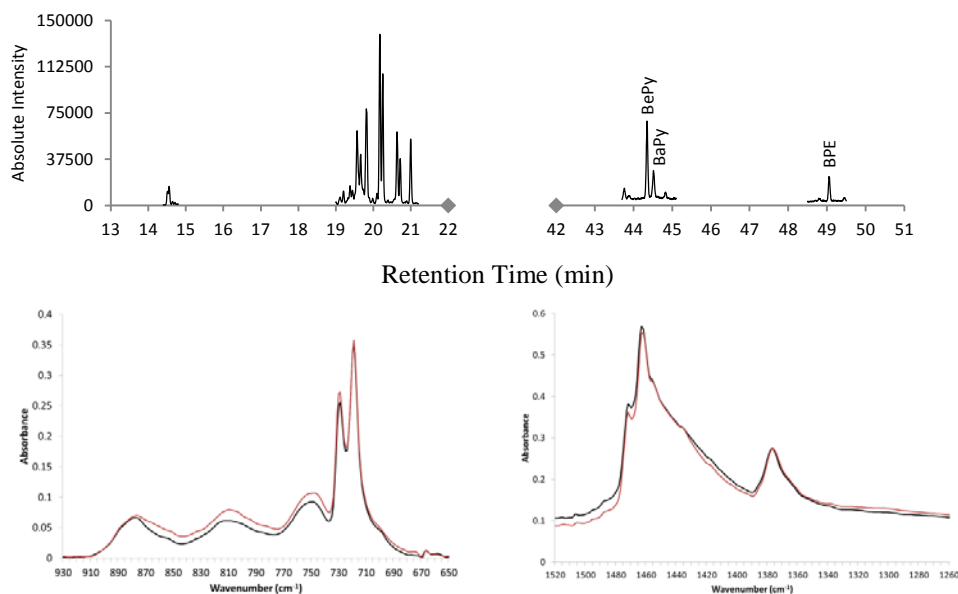 150000
112500
75000
37500
0
Absolute Intensity
13 14 15 16 17 18 19 20 21 22
BePy
BaPy
BPE
42 43 44 45 46 47 48 49 50 51
Retention Time (min)
0.4
0.35
0.3
0.25
0.2
0.15
0.1
0.05
0
Absorbance
930 910 890 870 850 830 810 790 770 750 730 710 690 670 650
Wavenumber (cm-1)
0.6
0.5
0.4
0.3
0.2
0.1
0
Absorbance
1520 1500 1480 1460 1440 1420 1400 1380 1360 1340 1320 1300 1280 1260
Wavenumber (cm-1)